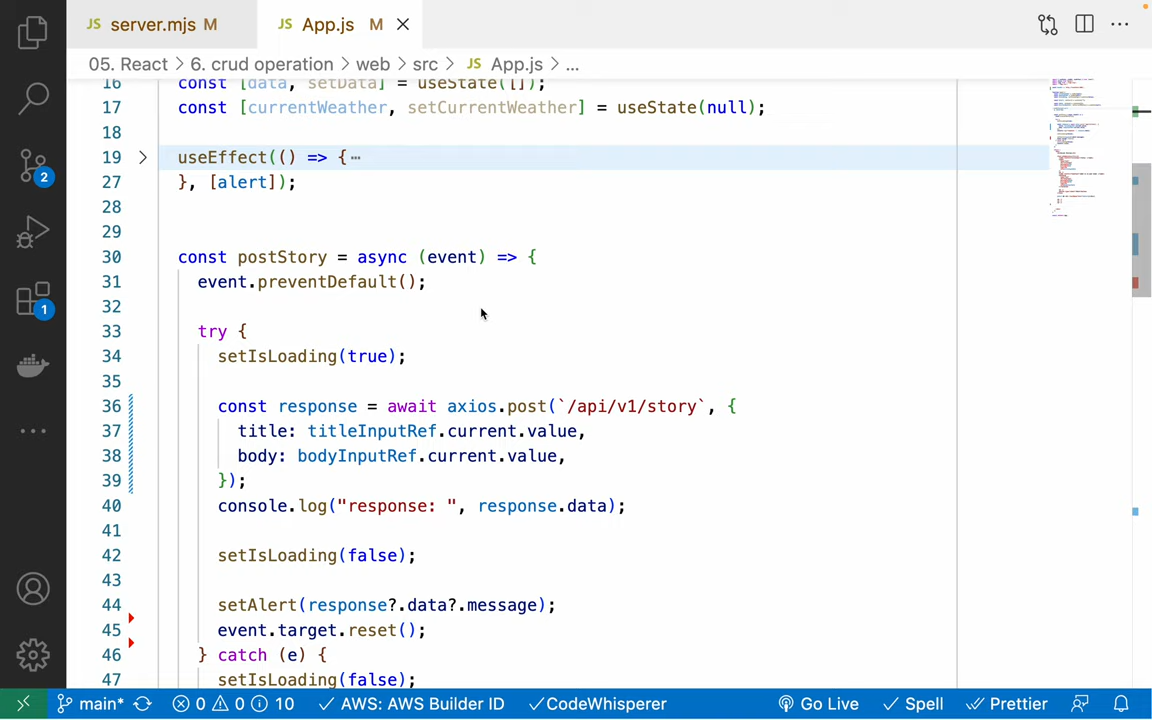 JS server.mjs M
JS App.js M
05. React > 6. crud operation > web > src > JS App.js > ...
16 const [data, setData] = useState([]);
17 const [currentWeather, setCurrentWeather] = useState(null);
18
19 useEffect(() => {
27 }, [alert]);
28
29
30 const postStory = async (event) => {
31 event.preventDefault();
32
33 try {
34 setIsLoading(true);
35
36 const response = await axios.post(`/api/v1/story`, {
37 title: titleInputRef.current.value,
38 body: bodyInputRef.current.value,
39 });
40 console.log("response: ", response.data);
41
42 setIsLoading(false);
43
44 setAlert(response?.data?.message);
45 event.target.reset();
46 } catch (e) {
47 setIsLoading(false);
2
1
main* 0 0 10 AWS: AWS Builder ID CodeWhisperer Go Live Spell Prettier